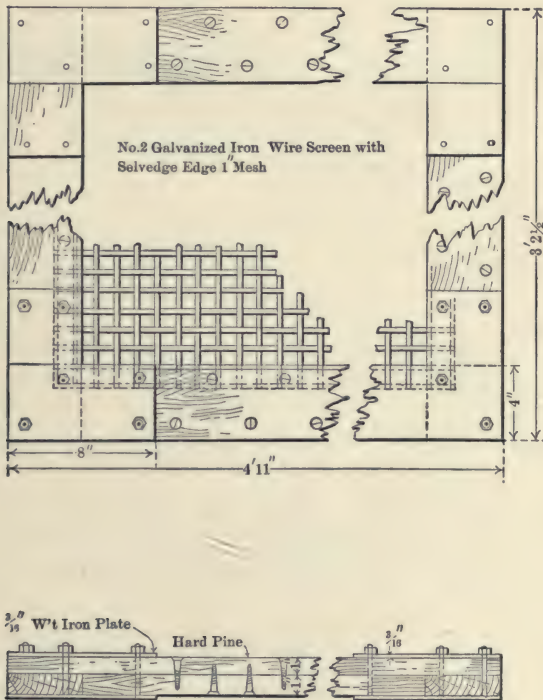 No.2 Galvanized Iron Wire Screen with
Selvedge Edge 1" Mesh
3' 2½"
4"
8"
4'11"
3/16" W't Iron Plate
Hard Pine
3/16"